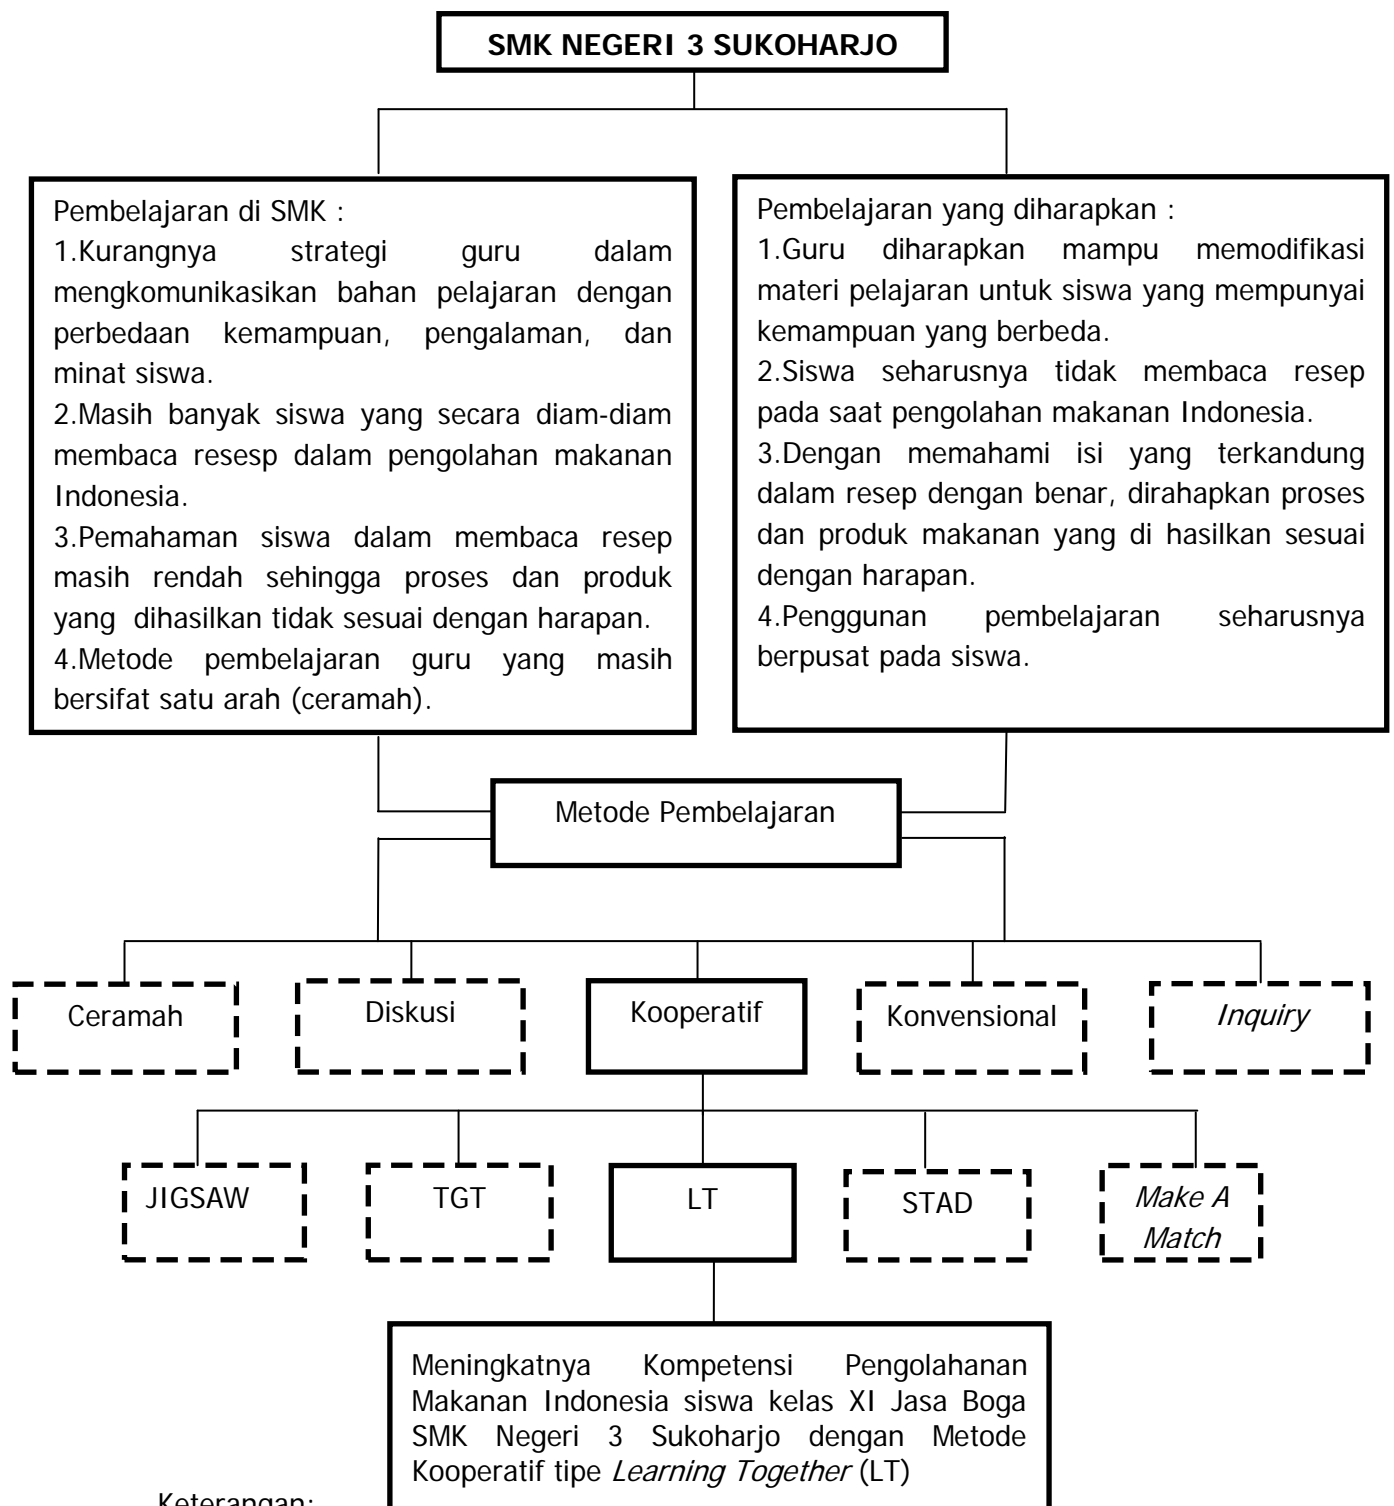 SMK NEGERI 3 SUKOHARJO
Pembelajaran di SMK :
1.Kurangnya strategi guru dalam
mengkomunikasikan bahan pelajaran dengan
perbedaan kemampuan, pengalaman, dan
minat siswa.
2.Masih banyak siswa yang secara diam-diam
membaca resesp dalam pengolahan makanan
Indonesia.
3.Pemahaman siswa dalam membaca resep
masih rendah sehingga proses dan produk
yang dihasilkan tidak sesuai dengan harapan.
4.Metode pembelajaran guru yang masih
bersifat satu arah (ceramah).
Pembelajaran yang diharapkan :
1.Guru diharapkan mampu memodifikasi
materi pelajaran untuk siswa yang mempunyai
kemampuan yang berbeda.
2.Siswa seharusnya tidak membaca resep
pada saat pengolahan makanan Indonesia.
3.Dengan memahami isi yang terkandung
dalam resep dengan benar, dirahapkan proses
dan produk makanan yang di hasilkan sesuai
dengan harapan.
4.Penggunan pembelajaran seharusnya
berpusat pada siswa.
Metode Pembelajaran
Ceramah
Diskusi
Kooperatif
Konvensional
Inquiry
JIGSAW
TGT
LT
STAD
Make A
Match
Meningkatnya Kompetensi Pengolahanan
Makanan Indonesia siswa kelas XI Jasa Boga
SMK Negeri 3 Sukoharjo dengan Metode
Kooperatif tipe Learning Together (LT)
Keterangan: